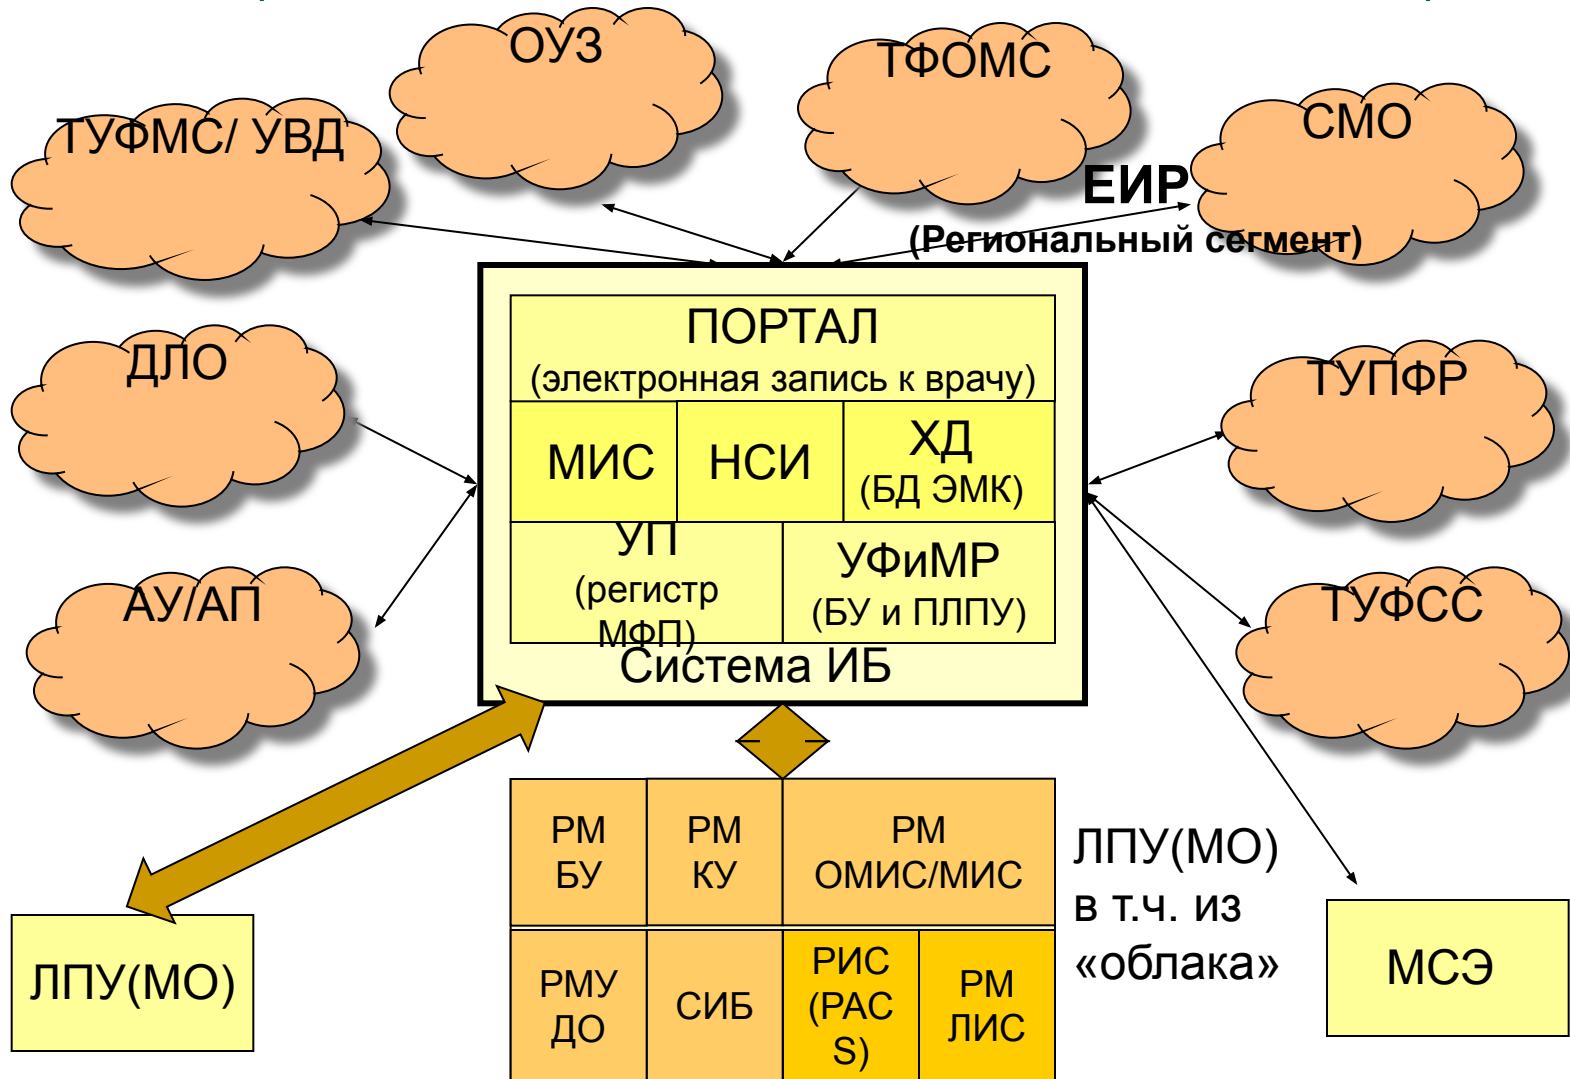 ОУЗ
ТФОМС
СМО
ТУФМС/ УВД
ЕИР
(Региональный сегмент)
ПОРТАЛ
(электронная запись к врачу)
ДЛО
ТУПФР
МИС
НСИ
ХД
(БД ЭМК)
УП
(регистр
МФП)
УФиМР
(БУ и ПЛПУ)
АУ/АП
ТУФСС
Система ИБ
РМ
БУ
РМ
КУ
РМ
ОМИС/МИС
ЛПУ(МО)
в т.ч. из
«облака»
ЛПУ(МО)
РМУ
ДО
СИБ
РИС
(PAC
S)
РМ
ЛИС
МСЭ